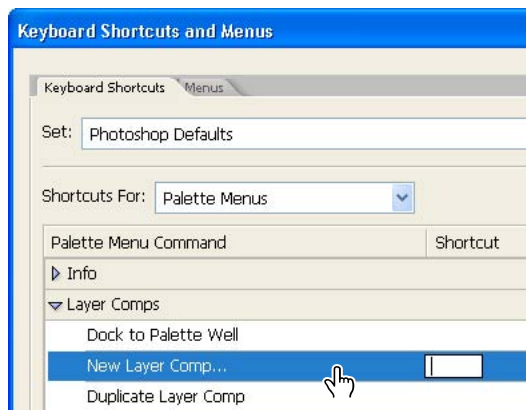 Keyboard Shortcuts and Menus
Keyboard Shortcuts Menus
Set: Photoshop Defaults
Shortcuts For: Palette Menus
Palette Menu Command Shortcut
Info
Layer Comps
Dock to Palette Well
New Layer Comp...
Duplicate Layer Comp